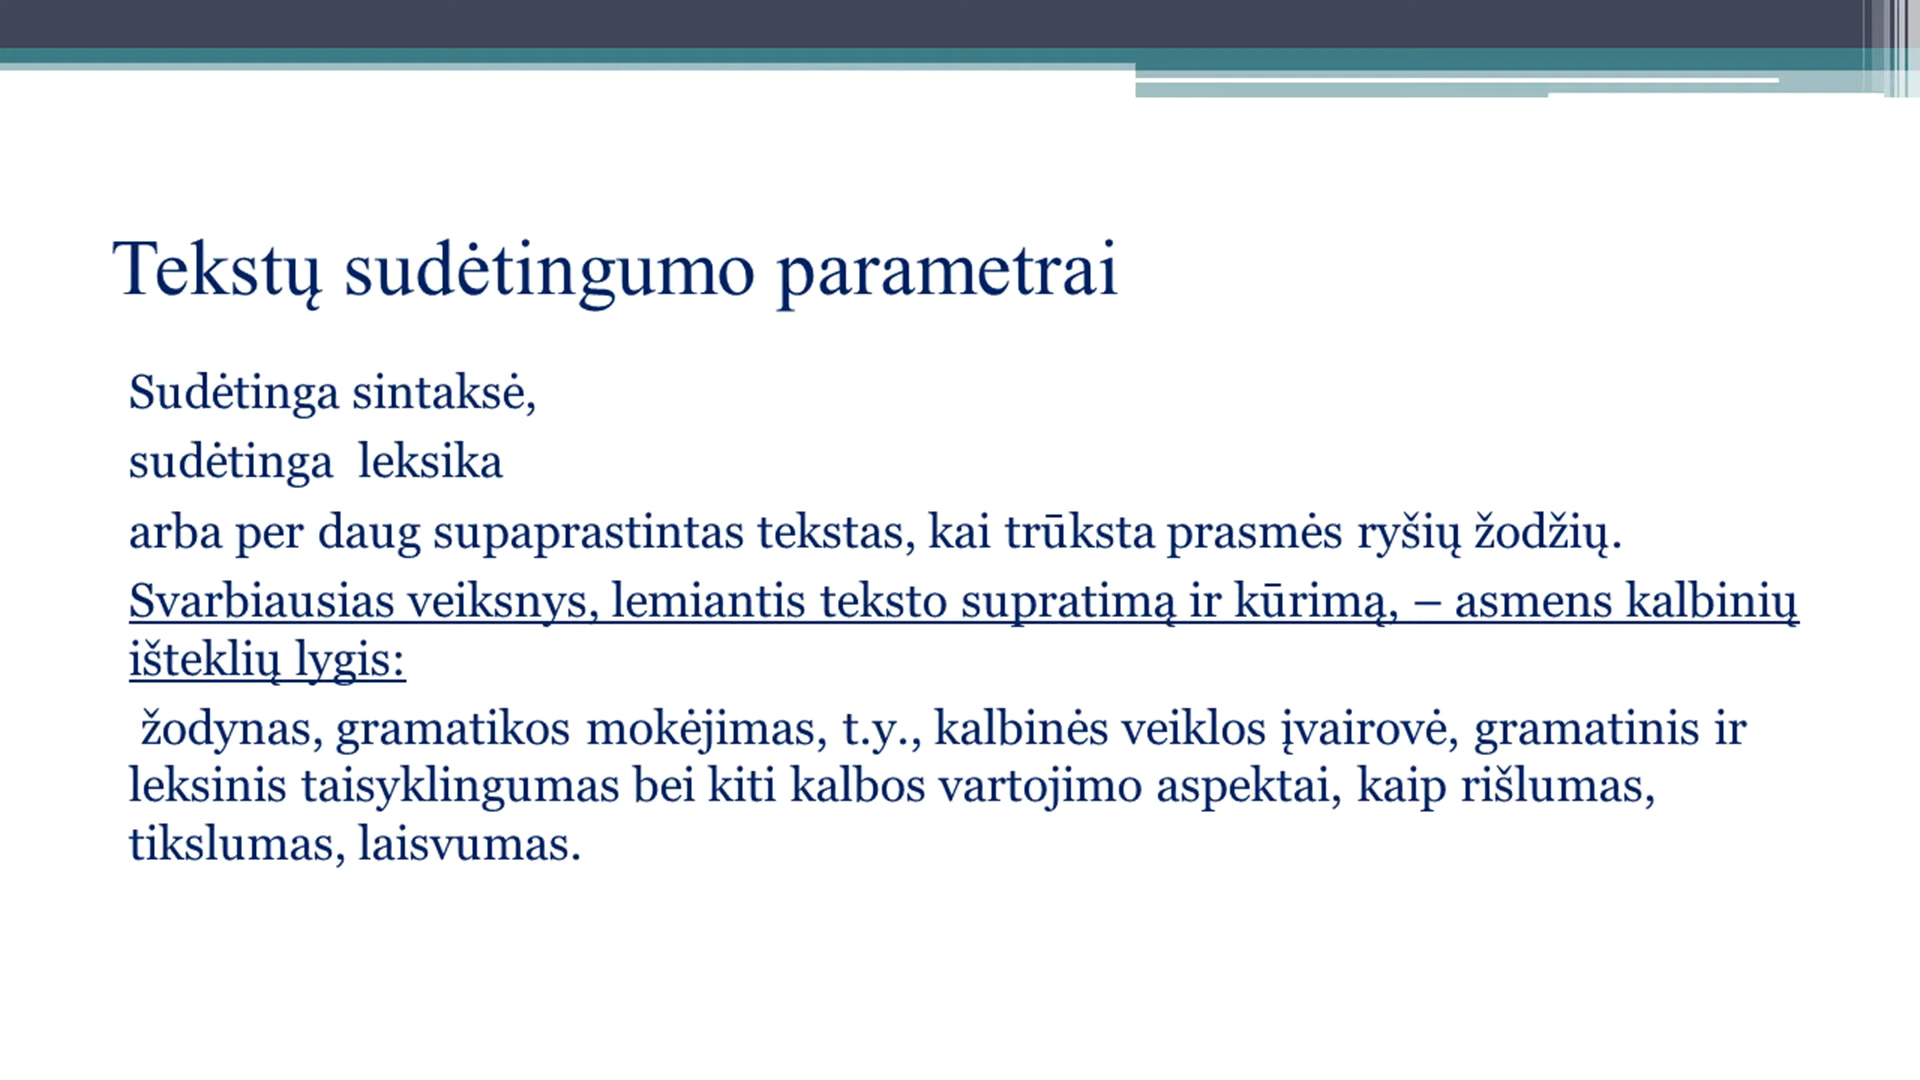 Tekstų sudėtingumo parametrai
Sudėtinga sintaksė,
sudėtinga leksika
arba per daug supaprastintas tekstas, kai trūksta prasmės ryšių žodžių.
Svarbiausias veiksnys, lemiantis teksto supratimą ir kūrimą, – asmens kalbinių
išteklių lygis:
žodynas, gramatikos mokėjimas, t.y., kalbinės veiklos įvairovė, gramatinis ir
leksinis taisyklingumas bei kiti kalbos vartojimo aspektai, kaip rišlumas,
tikslumas, laisvumas.